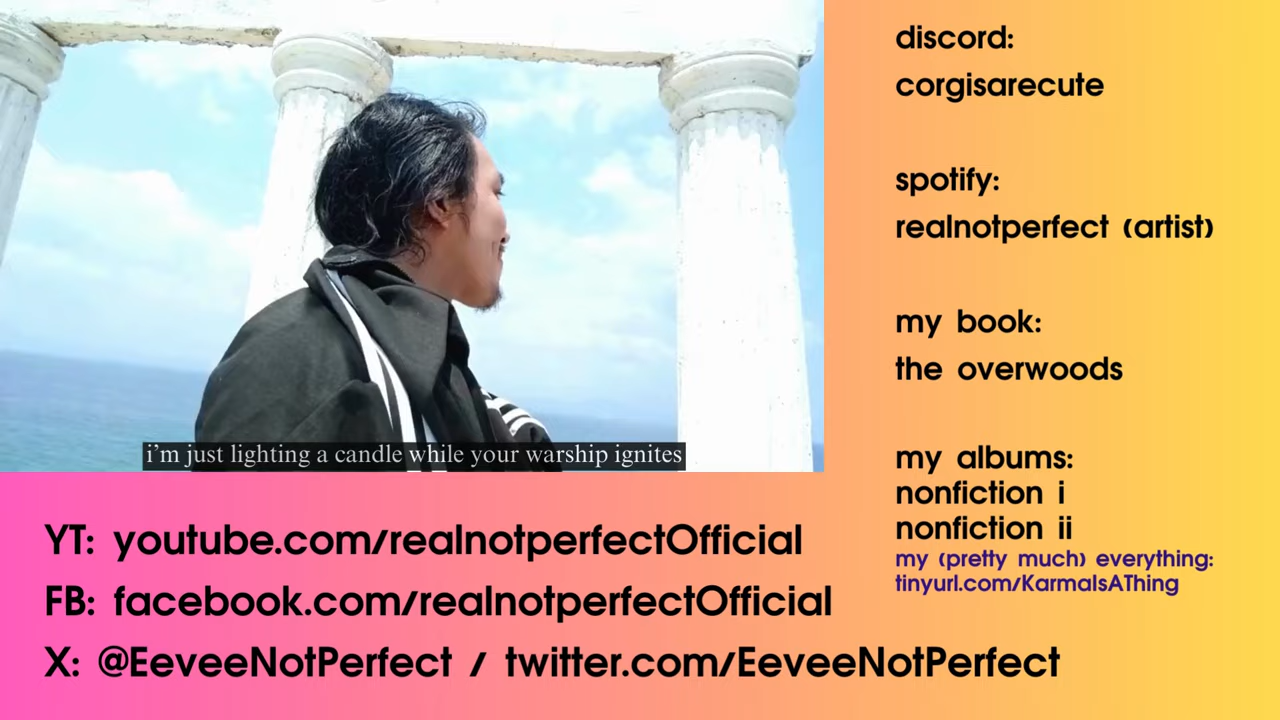 i'm just lighting a candle while your warship ignites
discord:
corgisarecute
spotify:
realnotperfect (artist)
my book:
the overwoods
my albums:
nonfiction i
nonfiction ii
my (pretty much) everything:
tinyurl.com/KarmaIsAThing
YT: youtube.com/realnotperfectOfficial
FB: facebook.com/realnotperfectOfficial
X: @EeveeNotPerfect / twitter.com/EeveeNotPerfect